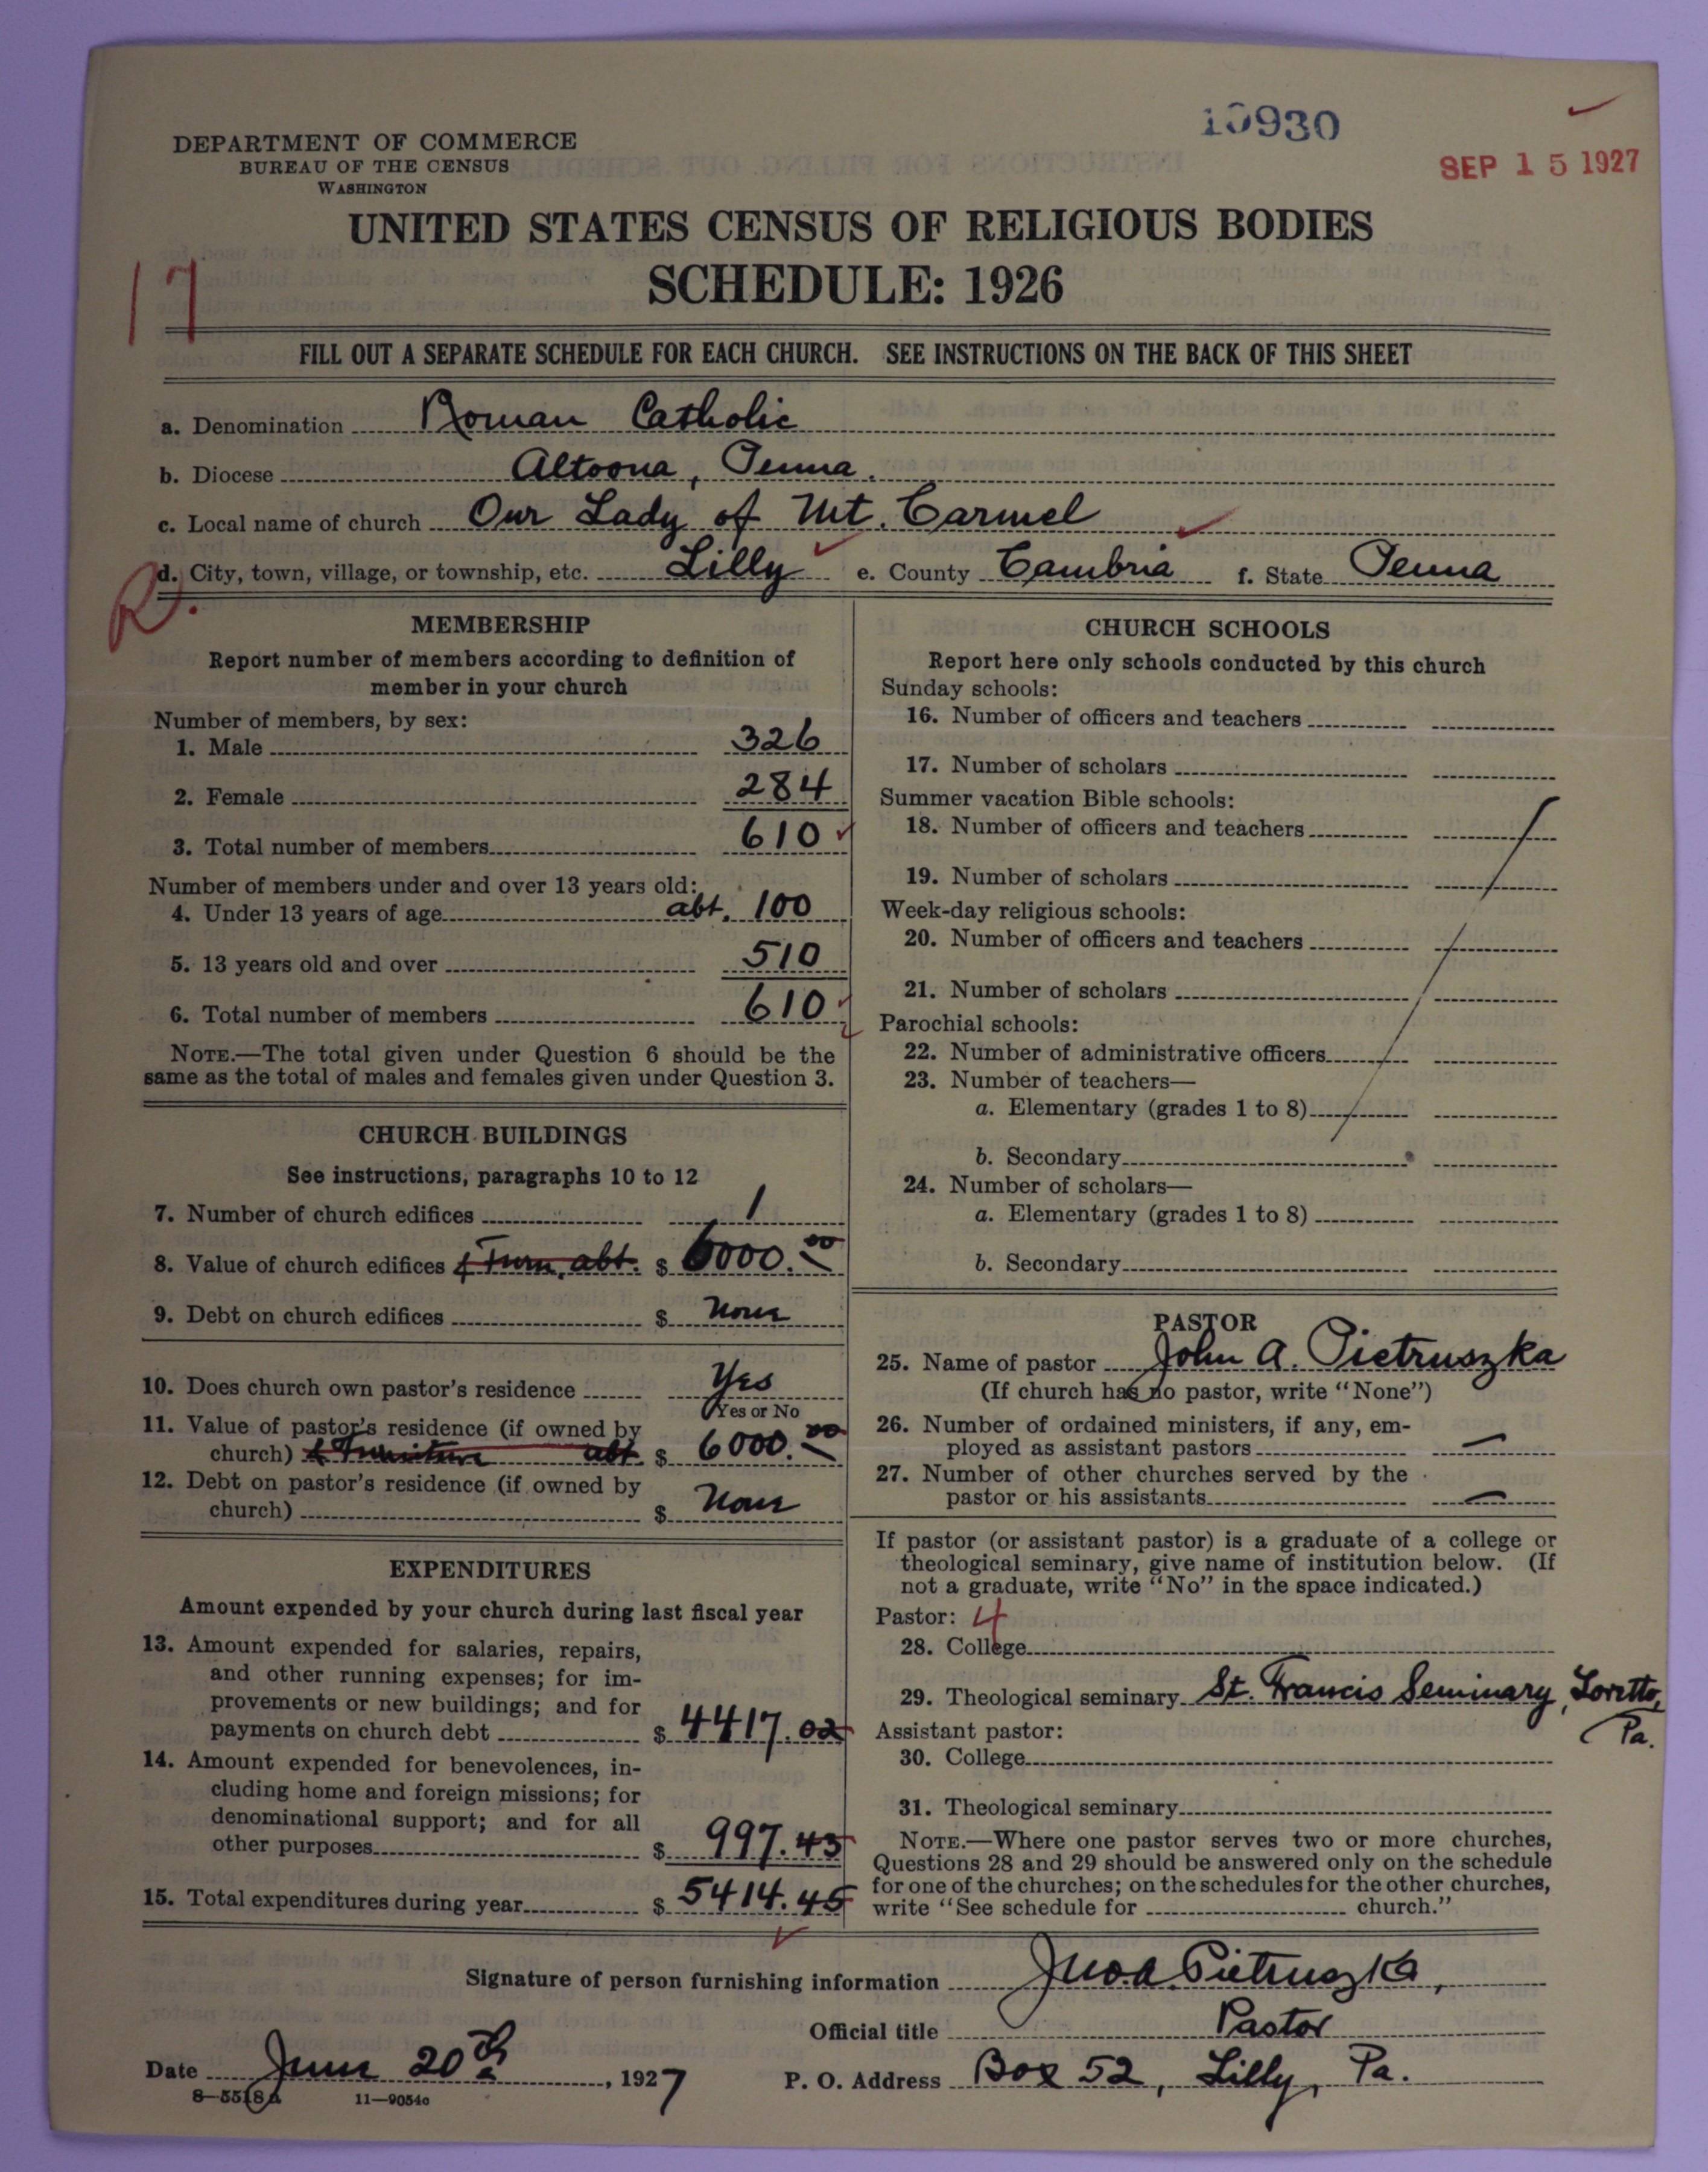 10930
SEP 15 1927
DEPARTMENT OF COMMERCE
BUREAU OF THE CENSUS
WASHINGTON
UNITED STATES CENSUS OF RELIGIOUS BODIES
SCHEDULE: 1926
17
FILL OUT A SEPARATE SCHEDULE FOR EACH CHURCH. SEE INSTRUCTIONS ON THE BACK OF THIS SHEET
a. Denomination Roman Catholic
b. Diocese Altoona, Penna.
c. Local name of church Our Lady of Mt. Carmel
d. City, town, village, or township, etc. Lilly e. County Cambria f. State Penna
R.
MEMBERSHIP
Report number of members according to definition of
member in your church
Number of members, by sex:
1. Male 326
2. Female 284
3. Total number of members 610
Number of members under and over 13 years old:
4. Under 13 years of age abt. 100
5. 13 years old and over 510
6. Total number of members 610
NOTE.—The total given under Question 6 should be the
same as the total of males and females given under Question 3.
CHURCH BUILDINGS
See instructions, paragraphs 10 to 12
7. Number of church edifices 1
8. Value of church edifices & Furn. abt. $ 6000.00
9. Debt on church edifices $ None
10. Does church own pastor's residence Yes
Yes or No
11. Value of pastor's residence (if owned by
church) & Furniture abt. $ 6000.00
12. Debt on pastor's residence (if owned by
church) $ None
EXPENDITURES
Amount expended by your church during last fiscal year
13. Amount expended for salaries, repairs,
and other running expenses; for im-
provements or new buildings; and for
payments on church debt $ 4417.02
14. Amount expended for benevolences, in-
cluding home and foreign missions; for
denominational support; and for all
other purposes $ 997.43
15. Total expenditures during year $ 5414.45
CHURCH SCHOOLS
Report here only schools conducted by this church
Sunday schools:
16. Number of officers and teachers
17. Number of scholars
Summer vacation Bible schools:
18. Number of officers and teachers
19. Number of scholars
Week-day religious schools:
20. Number of officers and teachers
21. Number of scholars
Parochial schools:
22. Number of administrative officers
23. Number of teachers—
a. Elementary (grades 1 to 8)
b. Secondary
24. Number of scholars—
a. Elementary (grades 1 to 8)
b. Secondary
PASTOR
25. Name of pastor John A. Pietruszka
(If church has no pastor, write "None")
26. Number of ordained ministers, if any, em-
ployed as assistant pastors —
27. Number of other churches served by the
pastor or his assistants —
If pastor (or assistant pastor) is a graduate of a college or
theological seminary, give name of institution below. (If
not a graduate, write "No" in the space indicated.)
Pastor: 4
28. College
29. Theological seminary St. Francis Seminary, Loretto,
Pa.
Assistant pastor:
30. College
31. Theological seminary
NOTE.—Where one pastor serves two or more churches,
Questions 28 and 29 should be answered only on the schedule
for one of the churches; on the schedules for the other churches,
write "See schedule for church."
Signature of person furnishing information Jno. A. Pietruszka,
Official title Pastor
Date June 20th, 1927 P. O. Address Box 52, Lilly, Pa.
8—5518A 11—9054a